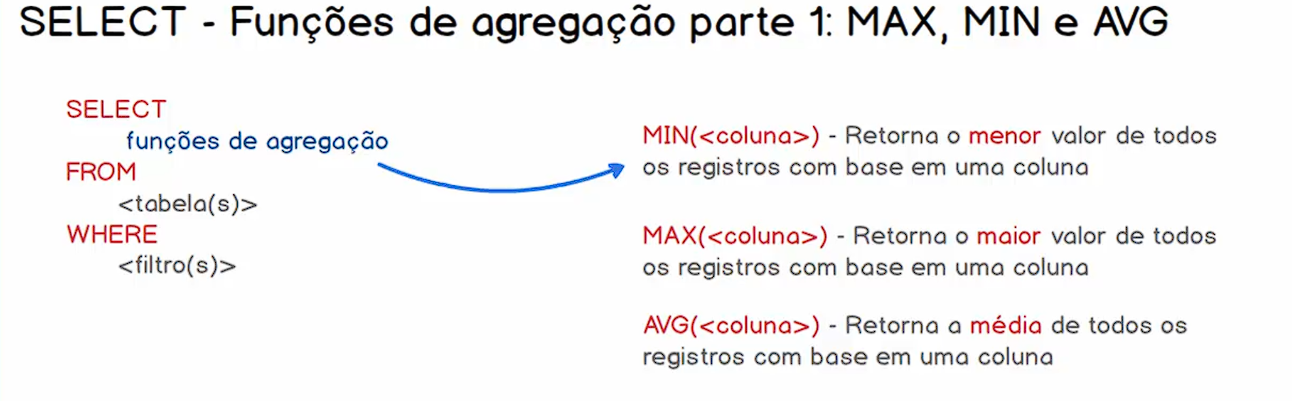 SELECT - Funções de agregação parte 1: MAX, MIN e AVG
SELECT
funções de agregação
FROM
<tabela(s)>
WHERE
<filtro(s)>
MIN(<coluna>) - Retorna o menor valor de todos
os registros com base em uma coluna
MAX(<coluna>) - Retorna o maior valor de todos
os registros com base em uma coluna
AVG(<coluna>) - Retorna a média de todos os
registros com base em uma coluna